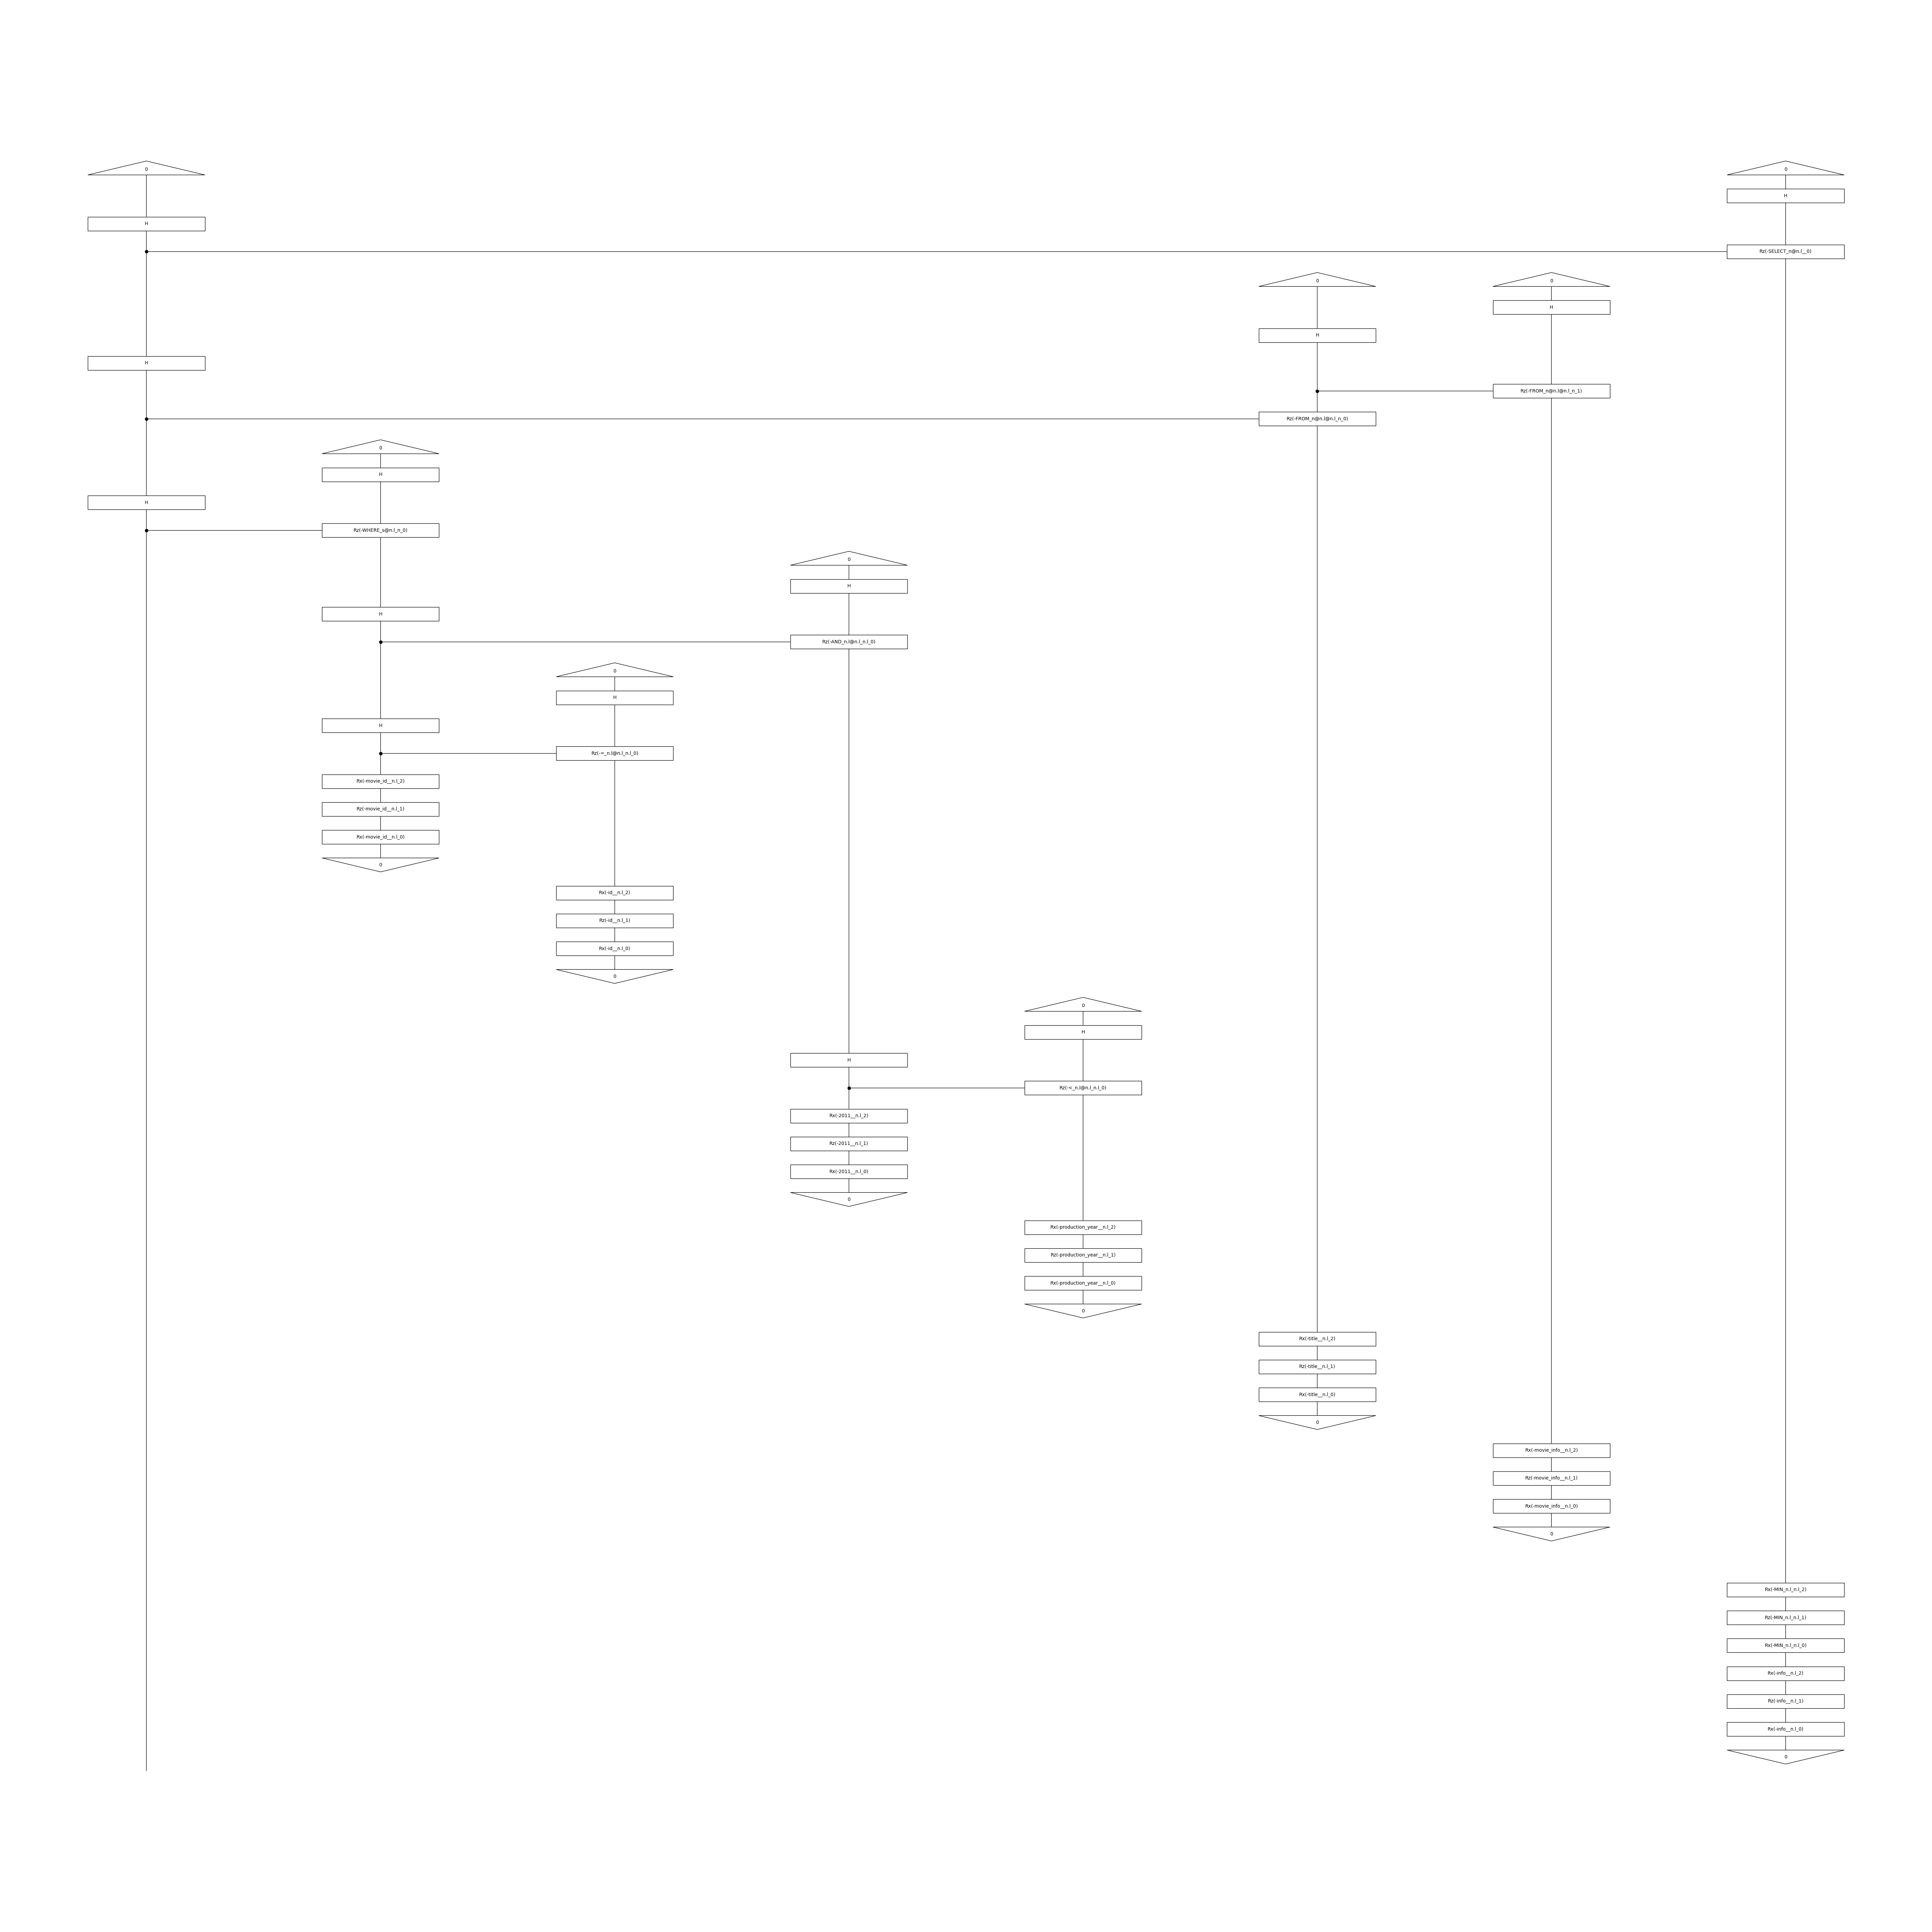 0
0
H
H
Rz(-SELECT_n@n.l__0)
0
0
H
H
H
Rz(-FROM_n@n.l@n.l_n_1)
Rz(-FROM_n@n.l@n.l_n_0)
0
H
H
Rz(-WHERE_s@n.l_n_0)
0
H
H
Rz(-AND_n.l@n.l_n.l_0)
0
H
H
Rz(-=_n.l@n.l_n.l_0)
Rx(-movie_id__n.l_2)
Rz(-movie_id__n.l_1)
Rx(-movie_id__n.l_0)
0
Rx(-id__n.l_2)
Rz(-id__n.l_1)
Rx(-id__n.l_0)
0
0
H
H
Rz(-<_n.l@n.l_n.l_0)
Rx(-2011__n.l_2)
Rz(-2011__n.l_1)
Rx(-2011__n.l_0)
0
Rx(-production_year__n.l_2)
Rz(-production_year__n.l_1)
Rx(-production_year__n.l_0)
0
Rx(-title__n.l_2)
Rz(-title__n.l_1)
Rx(-title__n.l_0)
0
Rx(-movie_info__n.l_2)
Rz(-movie_info__n.l_1)
Rx(-movie_info__n.l_0)
0
Rx(-MIN_n.l_n.l_2)
Rz(-MIN_n.l_n.l_1)
Rx(-MIN_n.l_n.l_0)
Rx(-info__n.l_2)
Rz(-info__n.l_1)
Rx(-info__n.l_0)
0